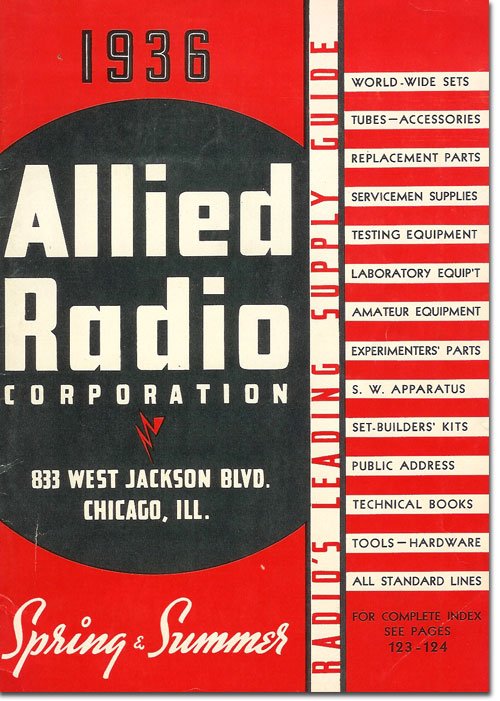 1936
Allied
Radio
CORPORATION
833 WEST JACKSON BLVD.
CHICAGO, ILL.
Spring & Summer
RADIO'S LEADING SUPPLY GUIDE
WORLD-WIDE SETS
TUBES—ACCESSORIES
REPLACEMENT PARTS
SERVICEMEN SUPPLIES
TESTING EQUIPMENT
LABORATORY EQUIP'T
AMATEUR EQUIPMENT
EXPERIMENTERS' PARTS
S. W. APPARATUS
SET-BUILDERS' KITS
PUBLIC ADDRESS
TECHNICAL BOOKS
TOOLS—HARDWARE
ALL STANDARD LINES
FOR COMPLETE INDEX
SEE PAGES
123-124